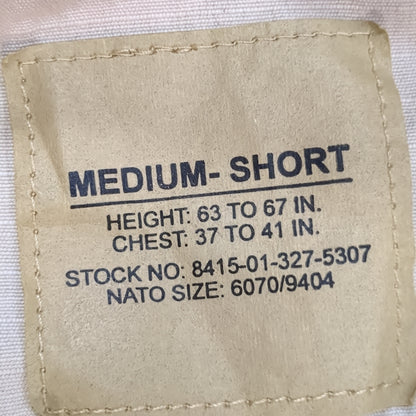 MEDIUM- SHORT
HEIGHT: 63 TO 67 IN.
CHEST: 37 TO 41 IN.
STOCK NO: 8415-01-327-5307
NATO SIZE: 6070/9404